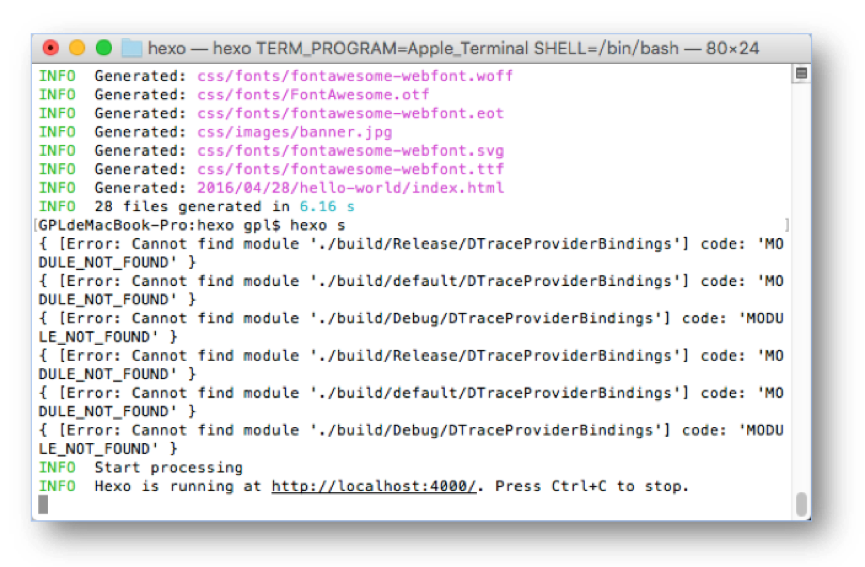 hexo — hexo TERM_PROGRAM=Apple_Terminal SHELL=/bin/bash — 80×24
INFO  Generated: css/fonts/fontawesome-webfont.woff
INFO  Generated: css/fonts/FontAwesome.otf
INFO  Generated: css/fonts/fontawesome-webfont.eot
INFO  Generated: css/images/banner.jpg
INFO  Generated: css/fonts/fontawesome-webfont.svg
INFO  Generated: css/fonts/fontawesome-webfont.ttf
INFO  Generated: 2016/04/28/hello-world/index.html
INFO  28 files generated in 6.16 s
[GPLdeMacBook-Pro:hexo gpl$ hexo s ]
{ [Error: Cannot find module './build/Release/DTraceProviderBindings'] code: 'MO
DULE_NOT_FOUND' }
{ [Error: Cannot find module './build/default/DTraceProviderBindings'] code: 'MO
DULE_NOT_FOUND' }
{ [Error: Cannot find module './build/Debug/DTraceProviderBindings'] code: 'MODU
LE_NOT_FOUND' }
{ [Error: Cannot find module './build/Release/DTraceProviderBindings'] code: 'MO
DULE_NOT_FOUND' }
{ [Error: Cannot find module './build/default/DTraceProviderBindings'] code: 'MO
DULE_NOT_FOUND' }
{ [Error: Cannot find module './build/Debug/DTraceProviderBindings'] code: 'MODU
LE_NOT_FOUND' }
INFO  Start processing
INFO  Hexo is running at http://localhost:4000/. Press Ctrl+C to stop.